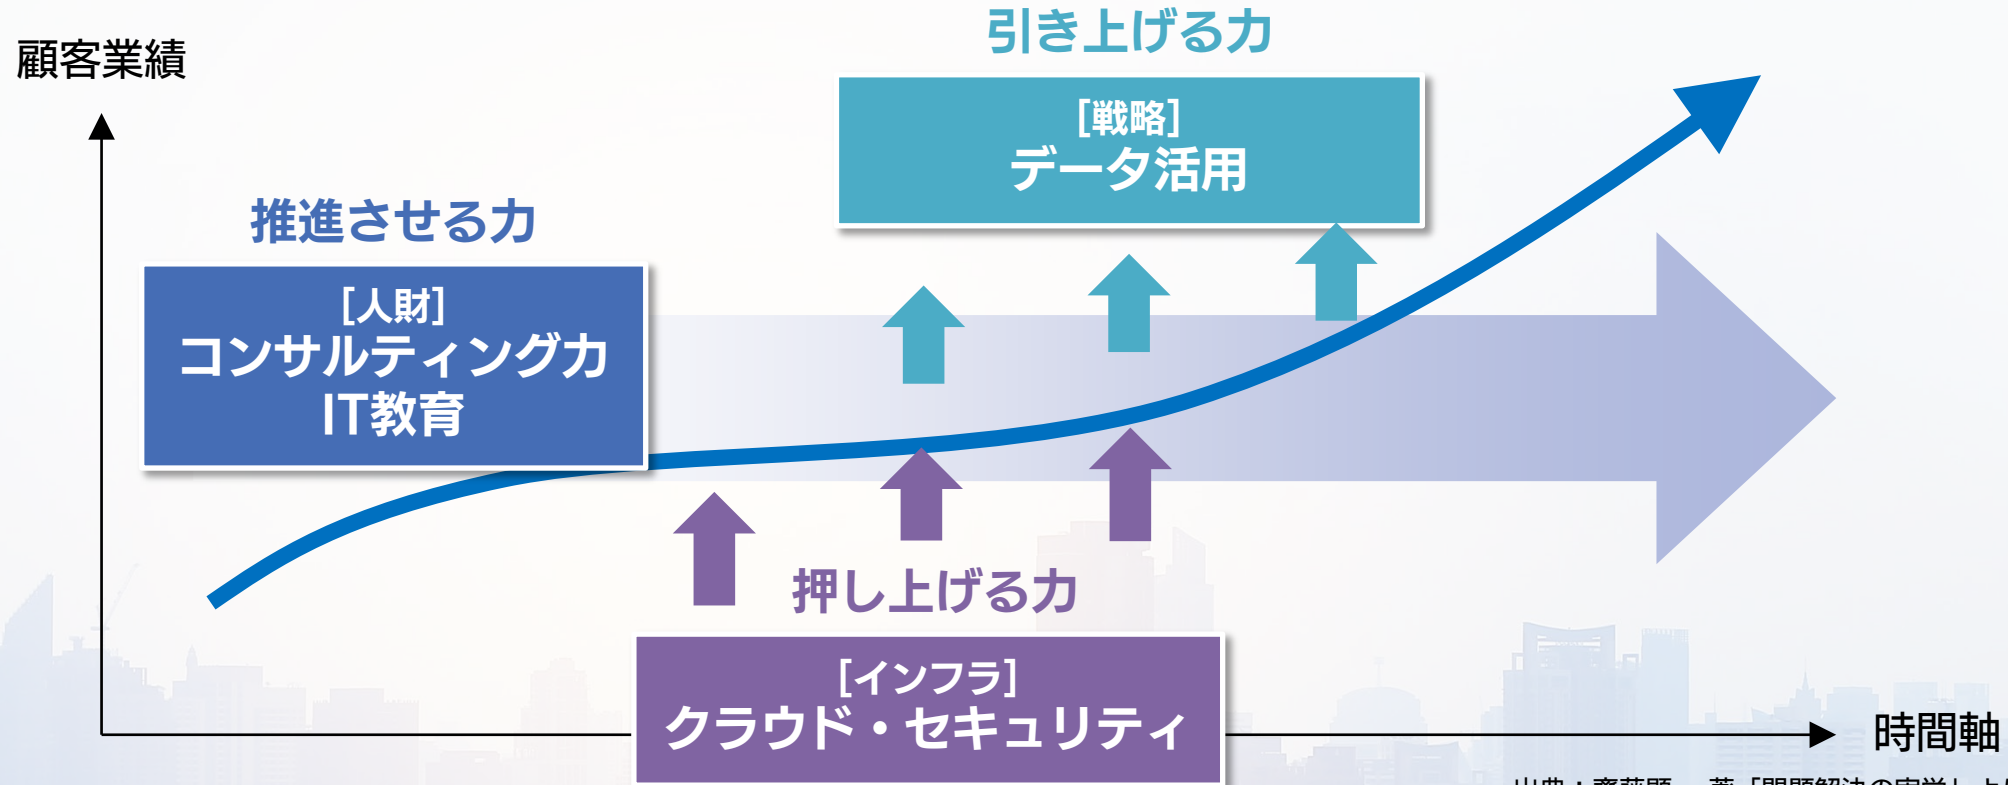 引き上げる力
顧客業績
[戦略]
データ活用
推進させる力
[人財]
コンサルティング力
IT教育
押し上げる力
[インフラ]
クラウド・セキュリティ
時間軸